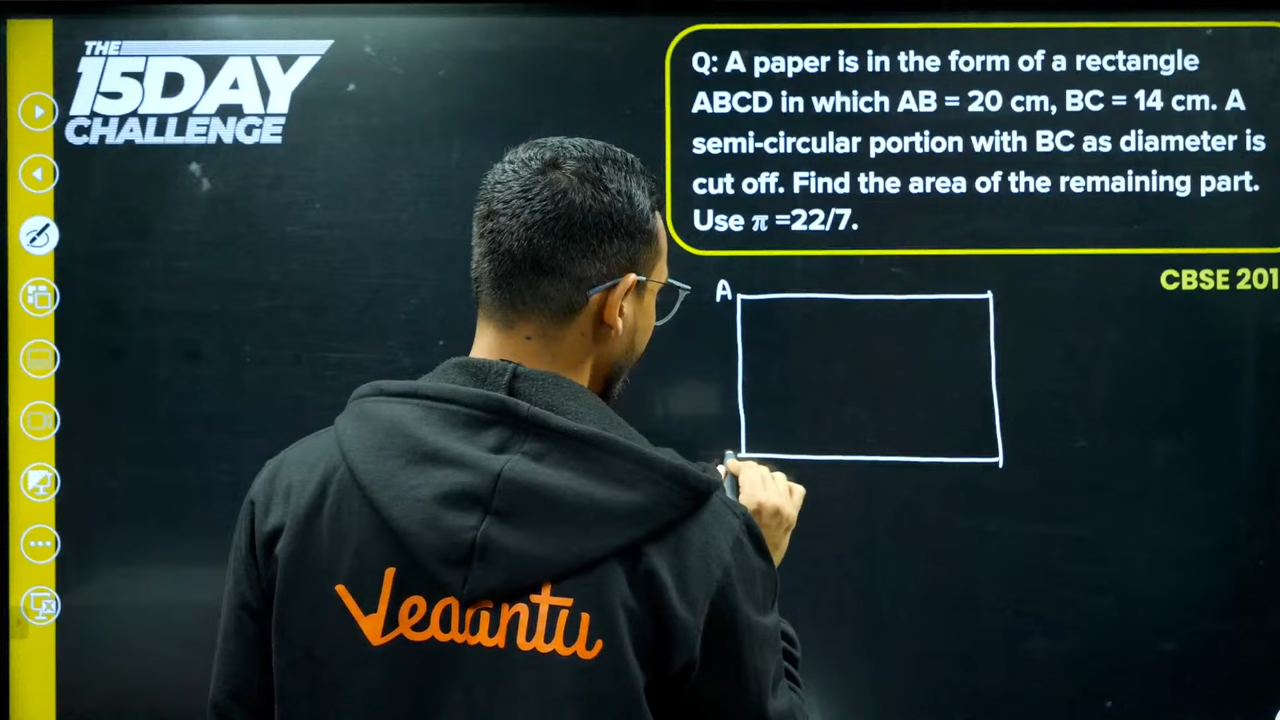 THE
15DAY
CHALLENGE
Q: A paper is in the form of a rectangle
ABCD in which AB = 20 cm, BC = 14 cm. A
semi-circular portion with BC as diameter is
cut off. Find the area of the remaining part.
Use π =22/7.
CBSE 201
A
Vedantu